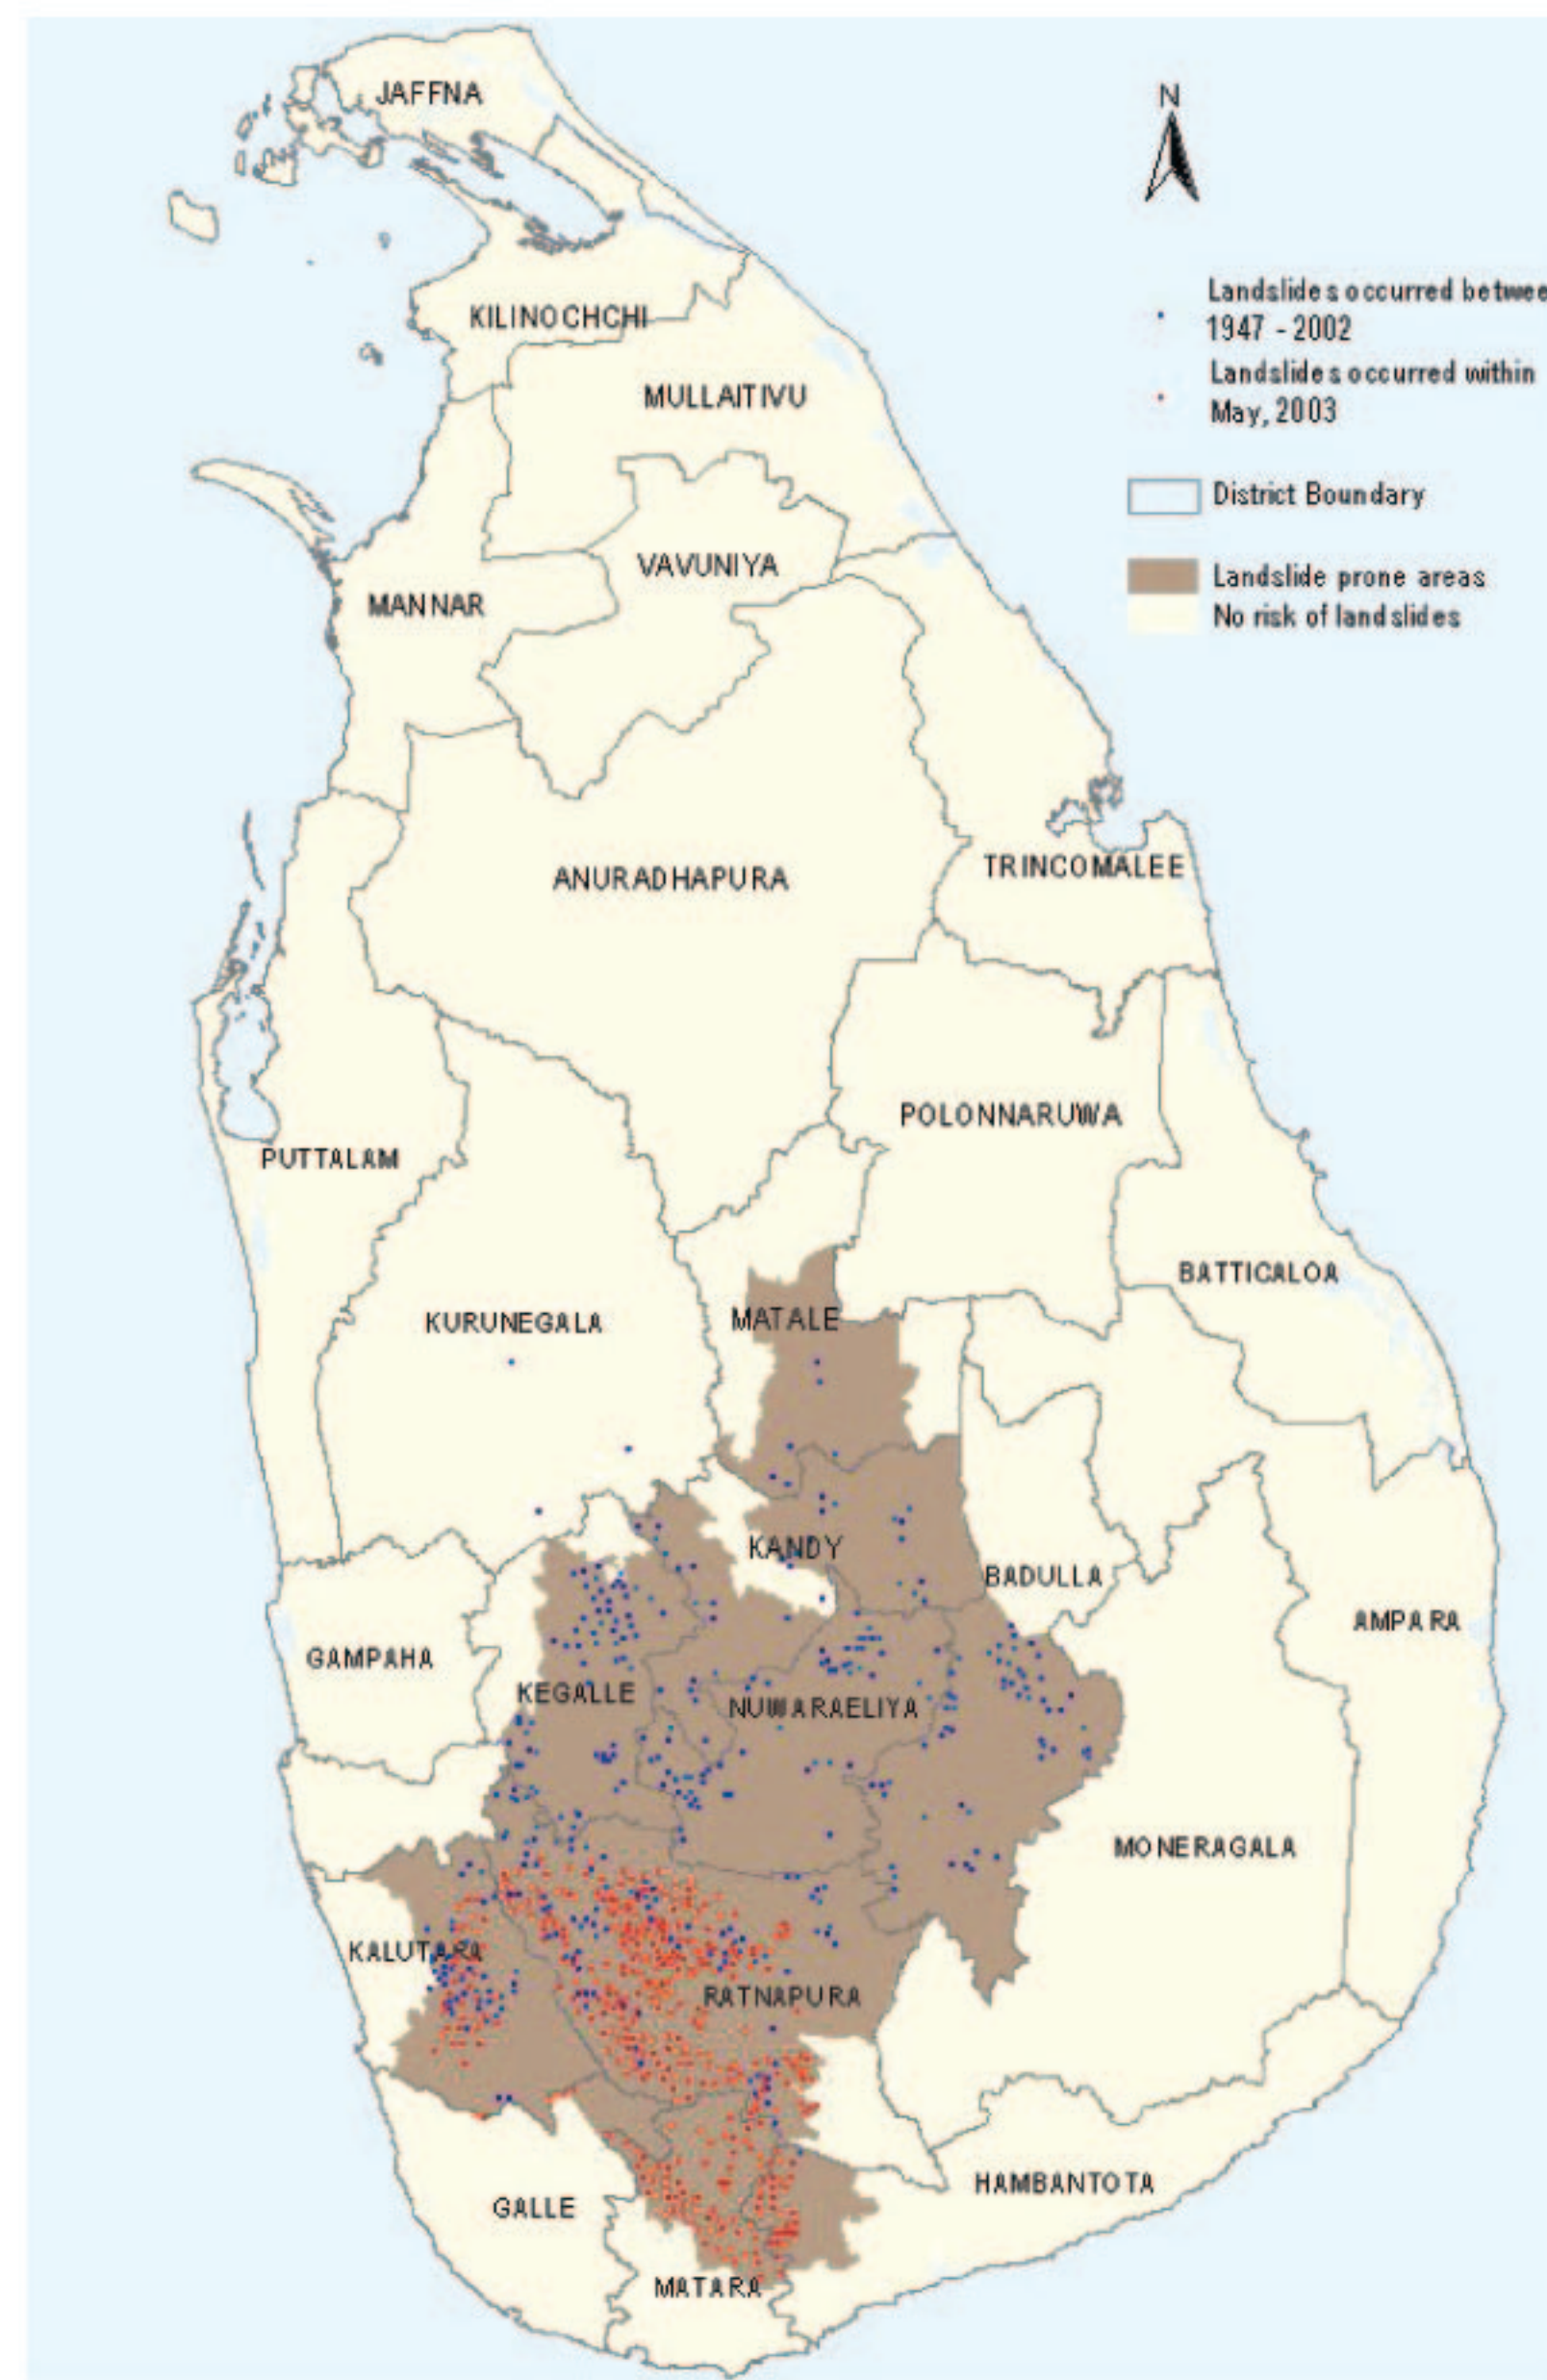 JAFFNA
N
Landslides occurred betwee
1947 - 2002
KILINOCHCHI
Landslides occurred within
May, 2003
MULLAITIVU
District Boundary
VAVUNIYA
Landslide prone areas
MANNAR
No risk of landslides
TRINCOMALEE
ANURADHAPURA
POLONNARUWA
PUTTALAM
BATTICALOA
MATALE
KURUNEGALA
KANDY
BADULLA
AMPARA
GAMPAHA
KEGALLE
NUWARAELIYA
MONERAGALA
KALUTARA
RATNAPURA
HAMBANTOTA
GALLE
MATARA